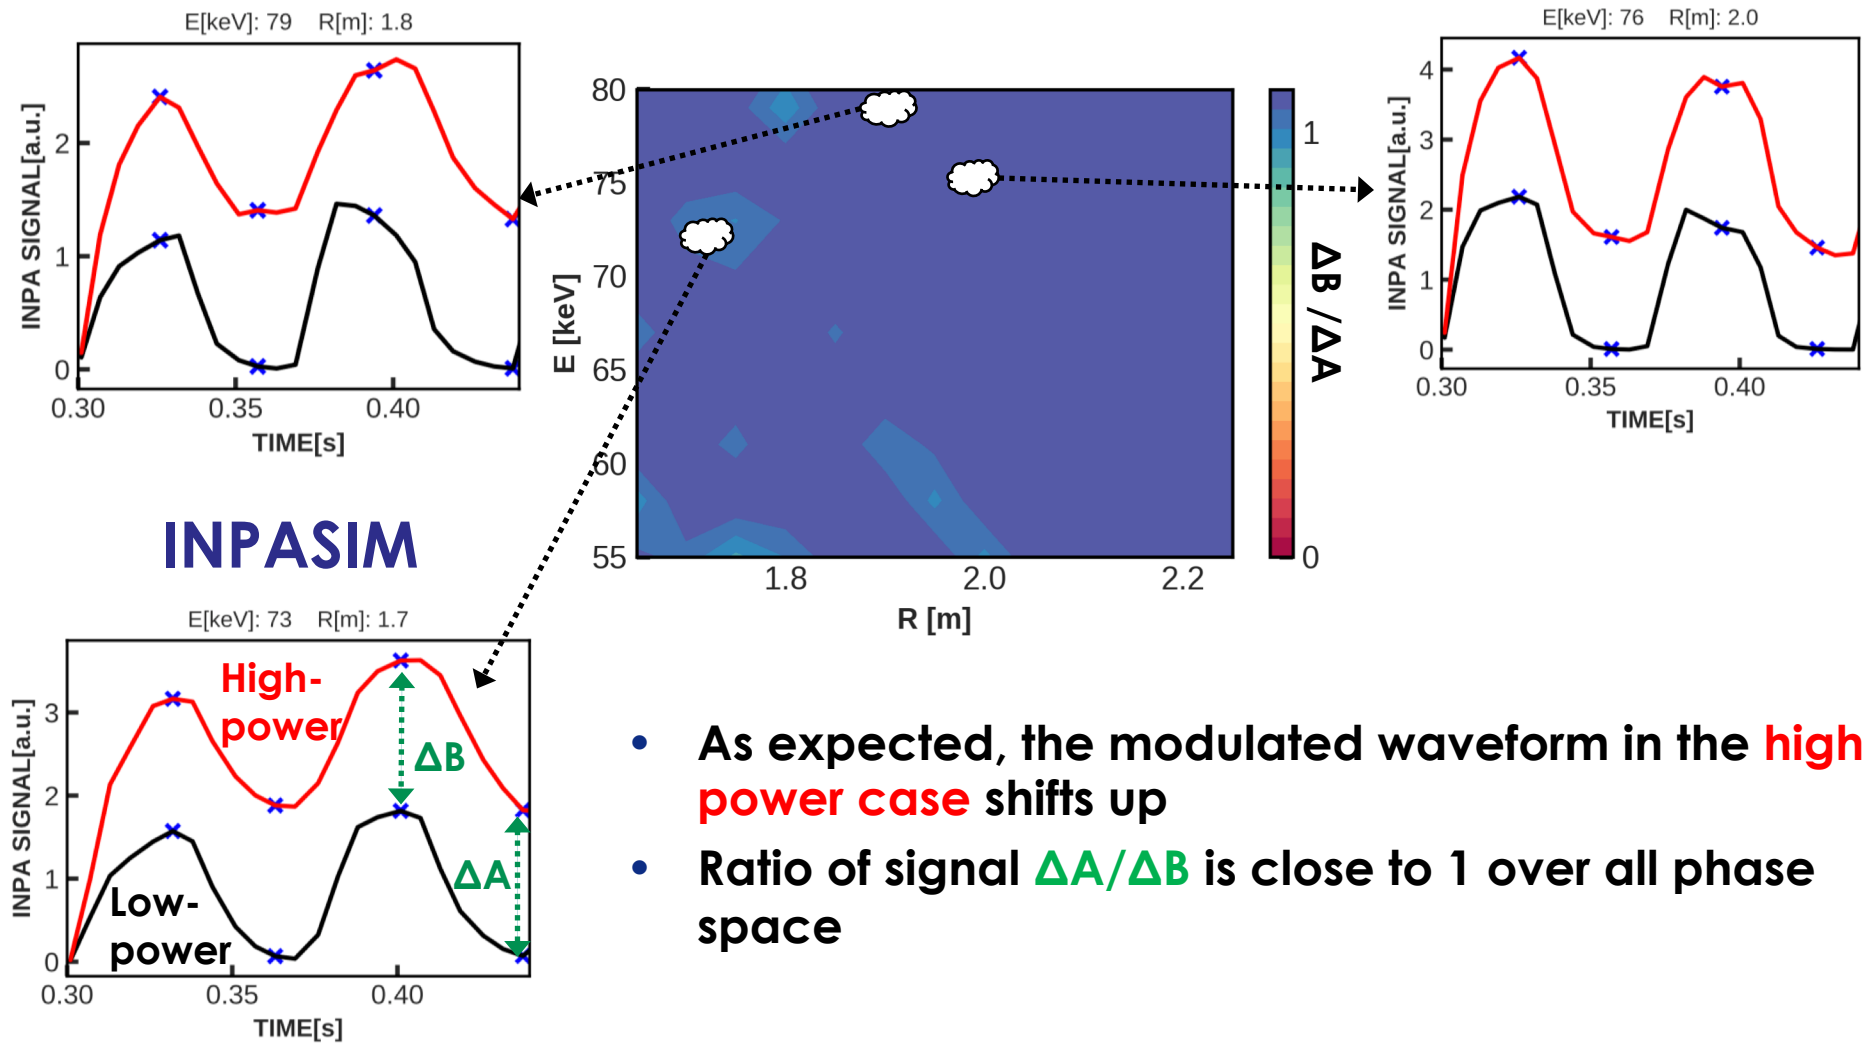 E[keV]: 79 R[m]: 1.8
INPA SIGNAL[a.u.]
2
1
0
0.30 0.35 0.40
TIME[s]
80
75
70
65
60
55
E [keV]
1.8 2.0 2.2
R [m]
1
0
ΔB /ΔA
E[keV]: 76 R[m]: 2.0
INPA SIGNAL[a.u.]
4
3
2
1
0
0.30 0.35 0.40
TIME[s]
INPASIM
E[keV]: 73 R[m]: 1.7
INPA SIGNAL[a.u.]
3
2
1
0
High-
power
ΔB
ΔA
Low-
power
0.30 0.35 0.40
TIME[s]
• As expected, the modulated waveform in the high
power case shifts up
• Ratio of signal ΔA/ΔB is close to 1 over all phase
space